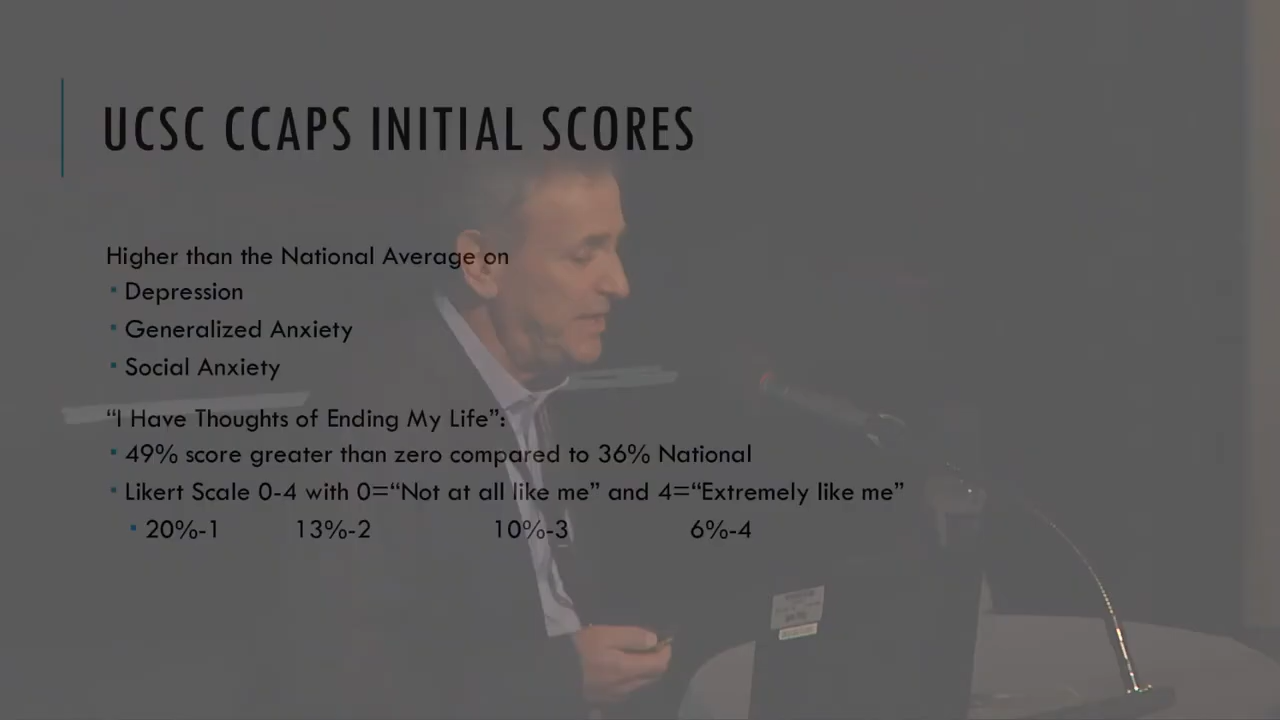 UCSC CCAPS INITIAL SCORES
Higher than the National Average on
Depression
Generalized Anxiety
Social Anxiety
“I Have Thoughts of Ending My Life”:
49% score greater than zero compared to 36% National
Likert Scale 0-4 with 0=“Not at all like me” and 4=“Extremely like me”
20%-1 13%-2 10%-3 6%-4